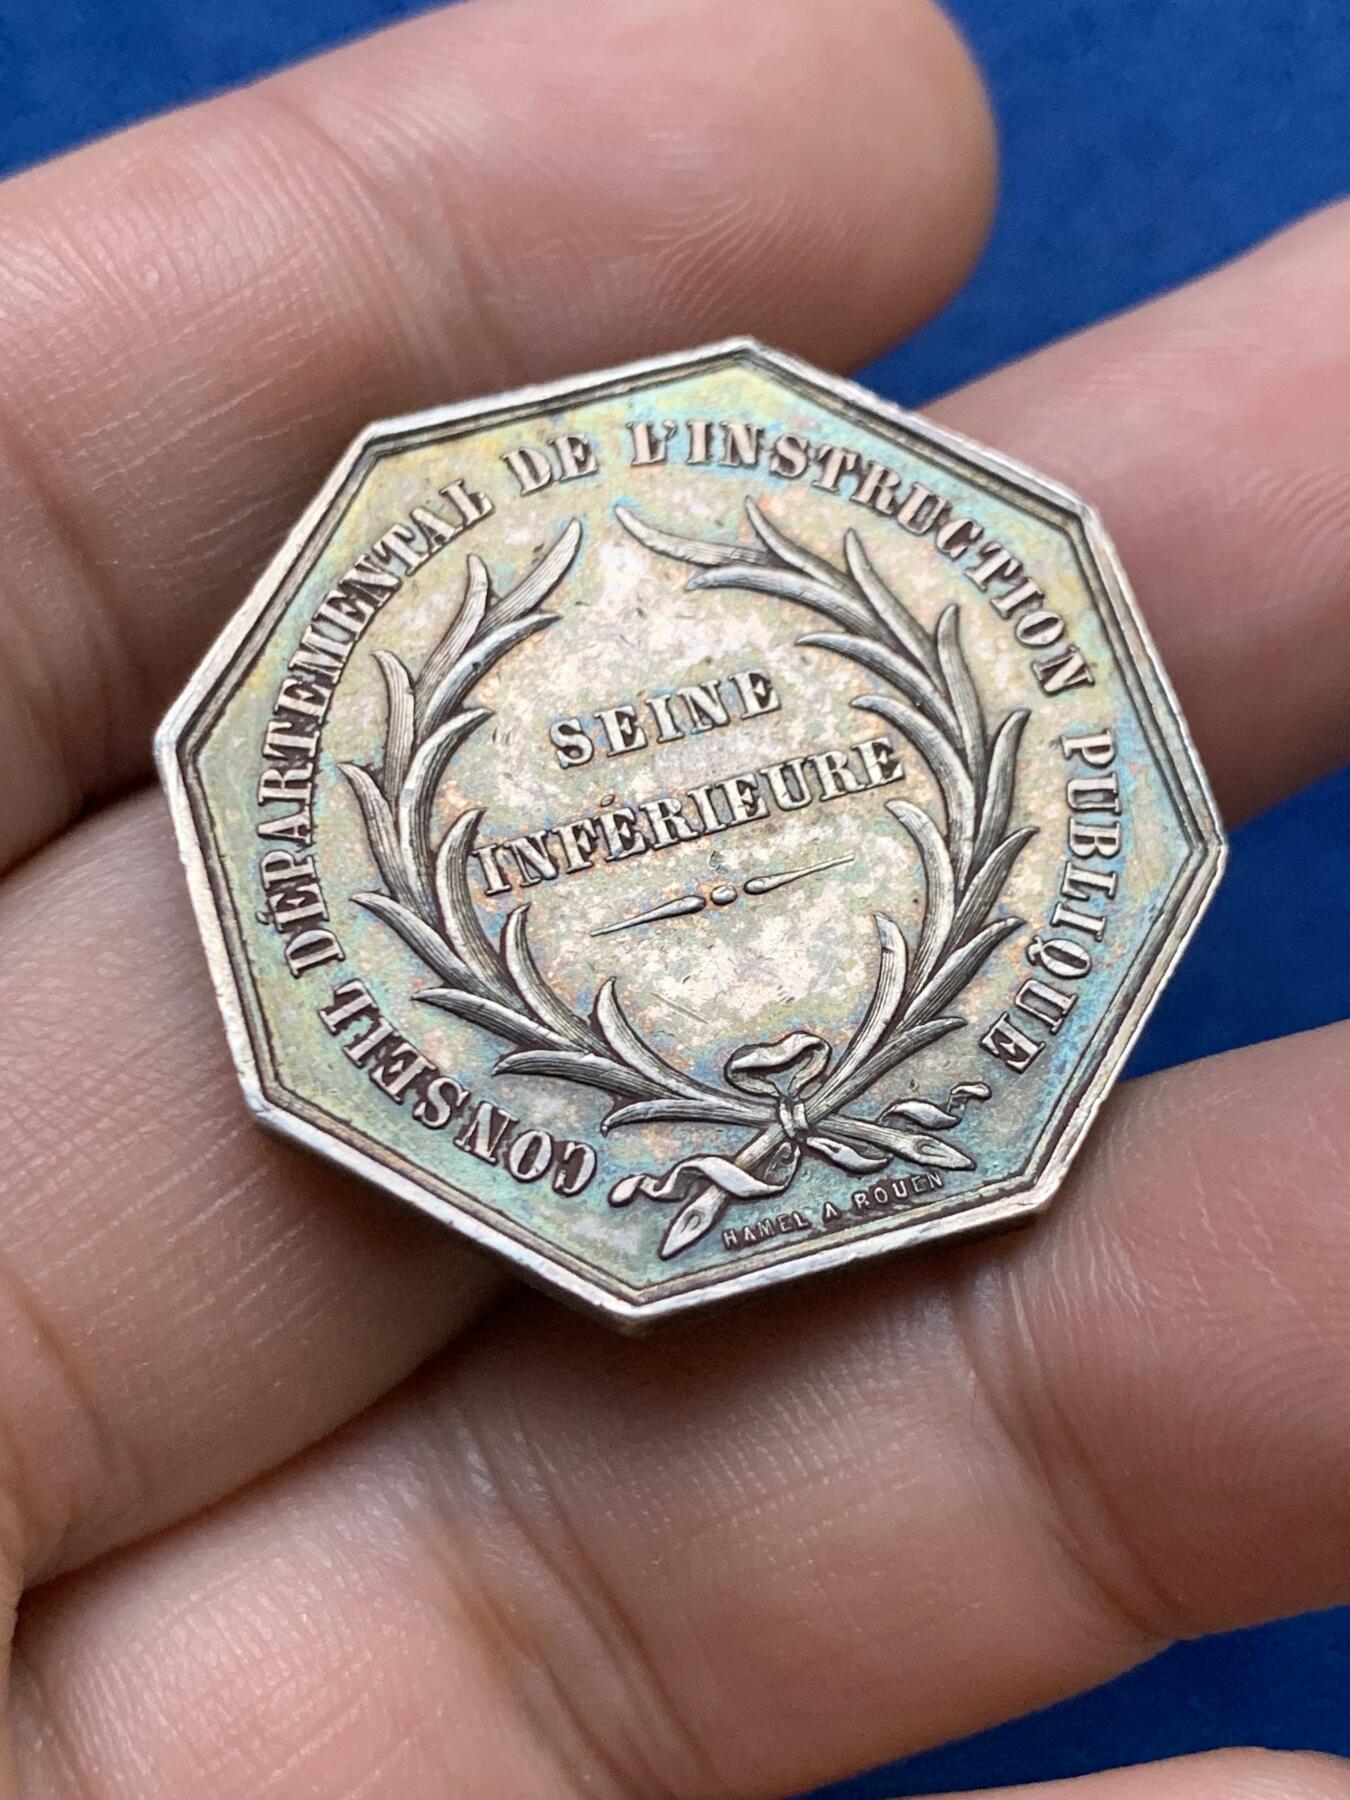 CONSEIL DÉPARTEMENTAL DE L'INSTRUCTION PUBLIQUE
SEINE
INFÉRIEURE
HAMEL A ROUEN